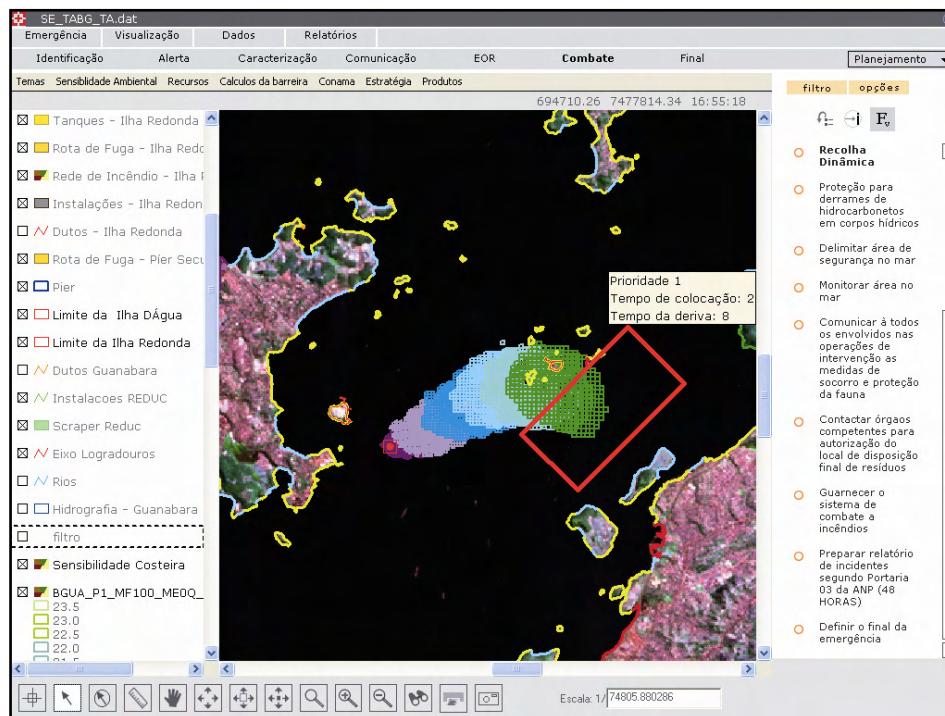 SE_TABG_TA.dat
Emergência Visualização Dados Relatórios
Identificação Alerta Caracterização Comunicação EOR Combate Final Planejamento
Temas Sensiblidade Ambiental Recursos Calculos da barreira Conama Estratégia Produtos
694710.26 7477814.34 16:55:18
Tanques - Ilha Redonda
Rota de Fuga - Ilha Redo
Rede de Incêndio - Ilha
Instalações - Ilha Redon
Dutos - Ilha Redonda
Rota de Fuga - Píer Secu
Pier
Limite da Ilha DÁgua
Limite da Ilha Redonda
Dutos Guanabara
Instalacoes REDUC
Scraper Reduc
Eixo Logradouros
Rios
Hidrografia - Guanabara
filtro
Sensibilidade Costeira
BGUA_P1_MF100_ME0Q_
23.5
23.0
22.5
22.0
21.5
Prioridade 1
Tempo de colocação: 2
Tempo da deriva: 8
filtro opções
i F
Recolha
Dinâmica
Proteção para
derrames de
hidrocarbonetos
em corpos hídricos
Delimitar área de
segurança no mar
Monitorar área no
mar
Comunicar à todos
os envolvidos nas
operações de
intervenção as
medidas de
socorro e proteção
da fauna
Contactar órgaos
competentes para
autorização do
local de disposição
final de resíduos
Guarnecer o
sistema de
combate a
incêndios
Preparar relatório
de incidentes
segundo Portaria
03 da ANP (48
HORAS)
Definir o final da
emergência
Escala: 1/ 74805.880286